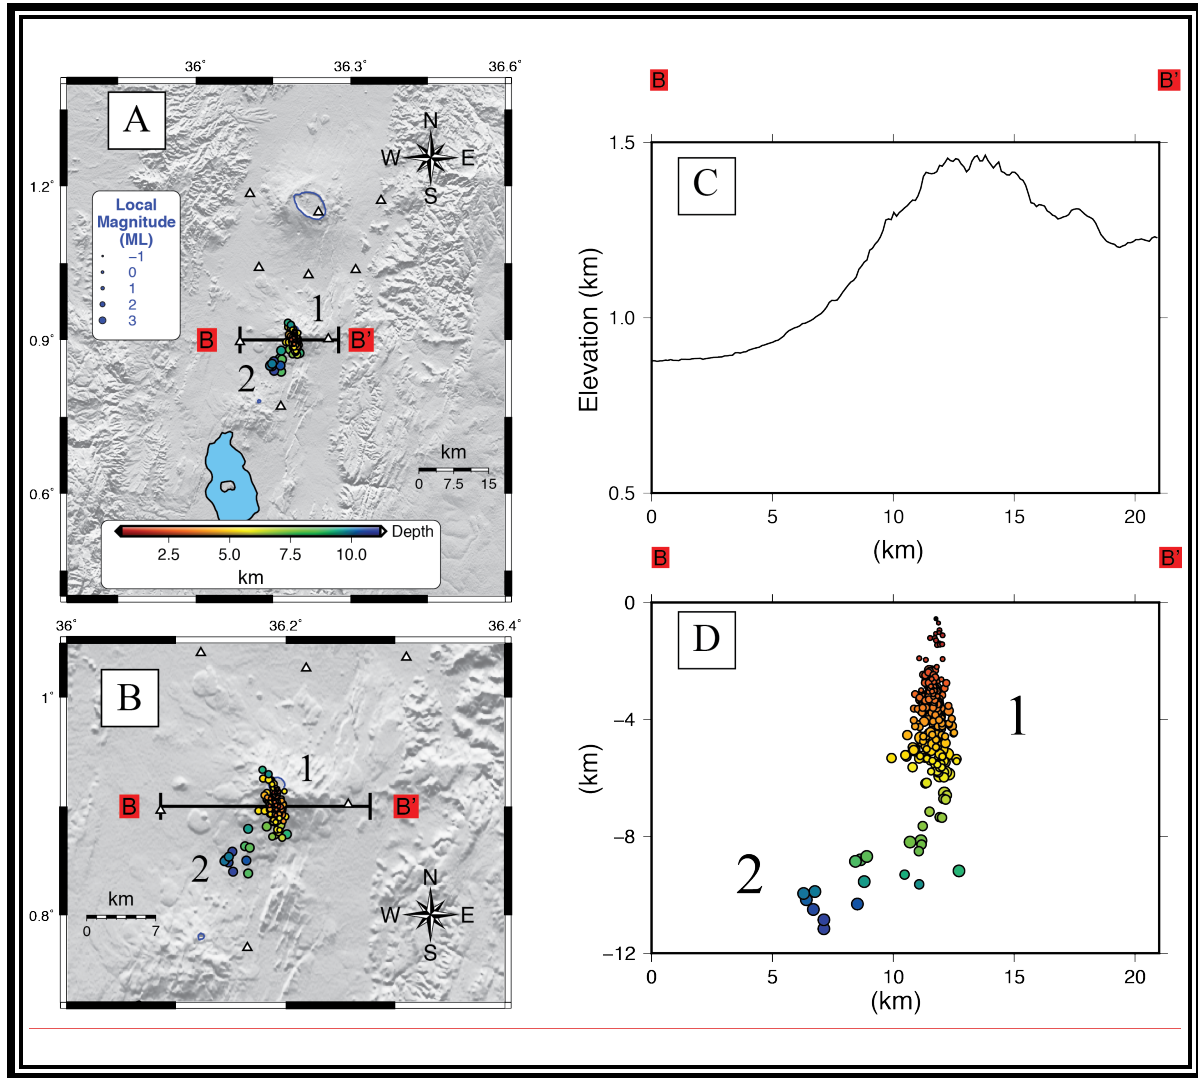 36°
36.3°
36.6°
A
N
W
E
S
1.2°
Local
Magnitude
(ML)
−1
0
1
2
3
1
B
B'
0.9°
2
km
0
7.5
15
0.6°
Depth
2.5
5.0
7.5
10.0
km
36°
36.2°
36.4°
B
1°
1
B
B'
2
N
W
E
S
km
0
7
0.8°
B
B'
1.5
C
1.0
Elevation (km)
0.5
0
5
10
15
20
(km)
B
B'
0
D
1
−4
(km)
−8
2
−12
0
5
10
15
20
(km)